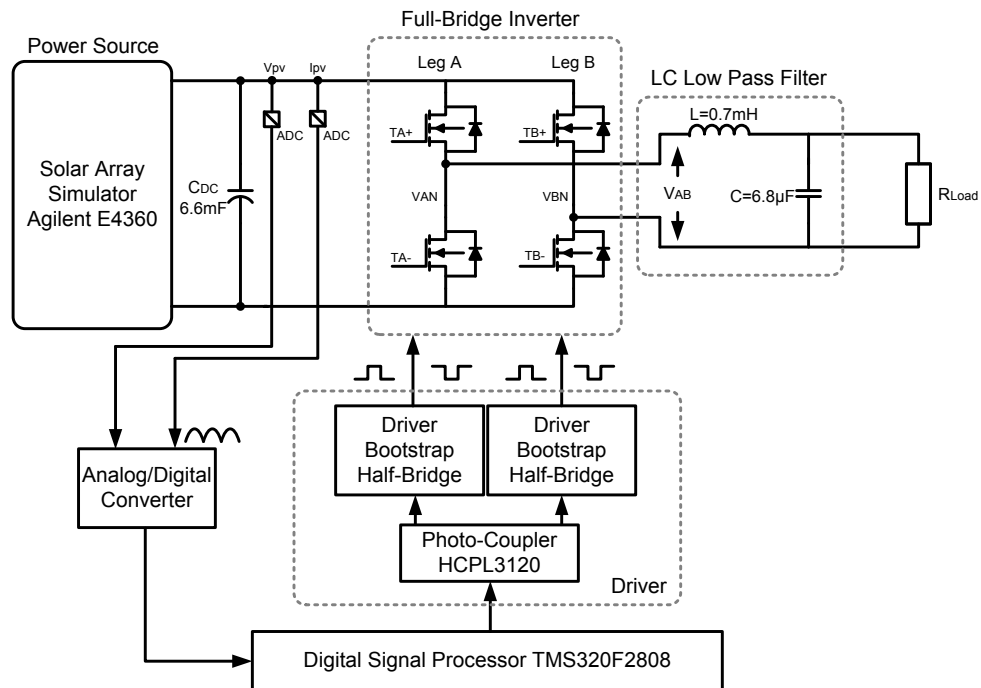 Full-Bridge Inverter
Power Source
Vpv
Ipv
Leg A
Leg B
LC Low Pass Filter
L=0.7mH
ADC
ADC
TA+
TB+
Solar Array
Simulator
Agilent E4360
CDC
6.6mF
VAN
VBN
VAB
C=6.8µF
RLoad
TA-
TB-
Driver
Bootstrap
Half-Bridge
Driver
Bootstrap
Half-Bridge
Analog/Digital
Converter
Photo-Coupler
HCPL3120
Driver
Digital Signal Processor TMS320F2808